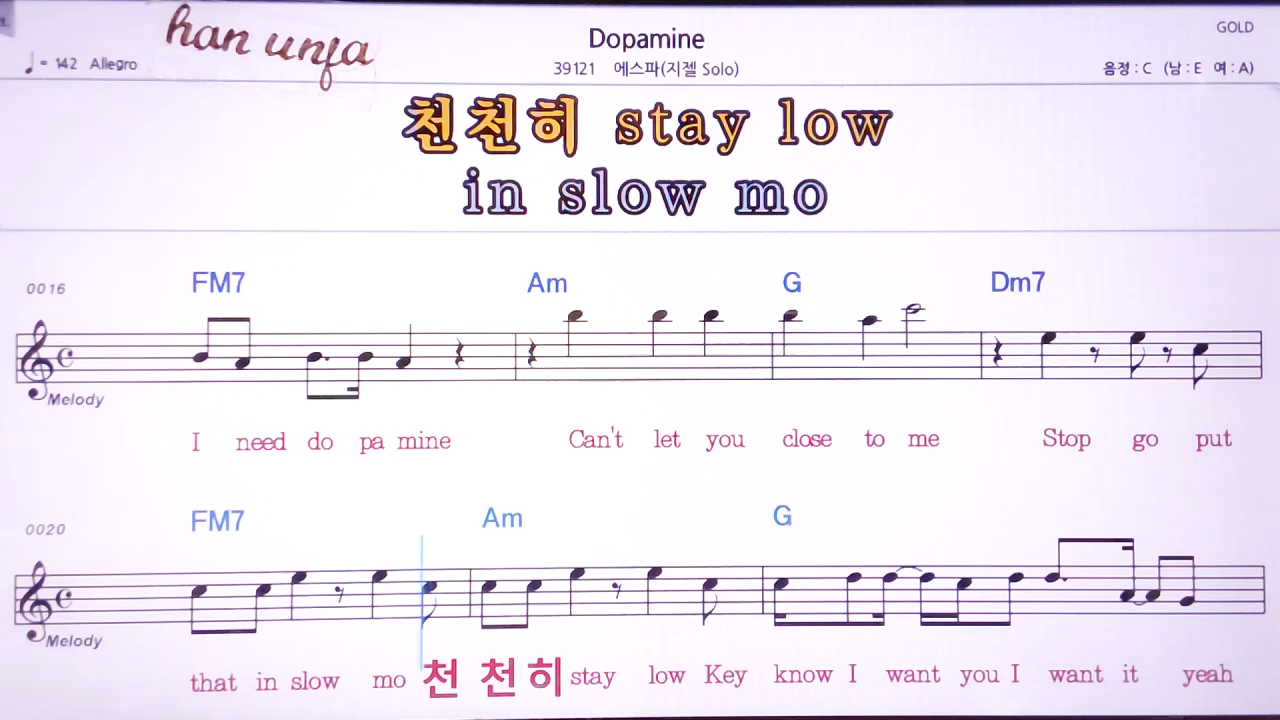 han unfa
Dopamine
GOLD
♩= 142 Allegro
39121 에스파(지젤 Solo)
음정 : C (남 : E 여 : A)
천천히 stay low
in slow mo
0016
FM7 Am G Dm7
Melody
I need do pa mine Can't let you close to me Stop go put
0020
FM7 Am G
Melody
that in slow mo 천 천히 stay low Key know I want you I want it yeah